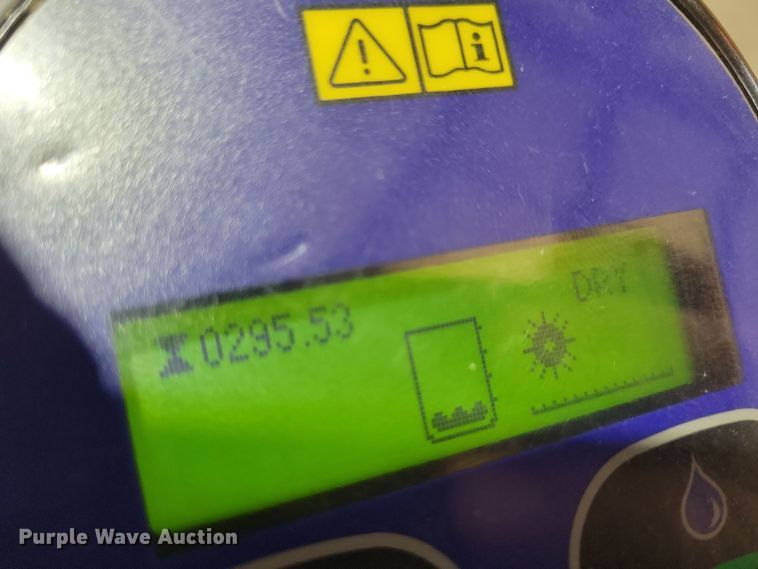 i
DRY
0295.53
Purple Wave Auction